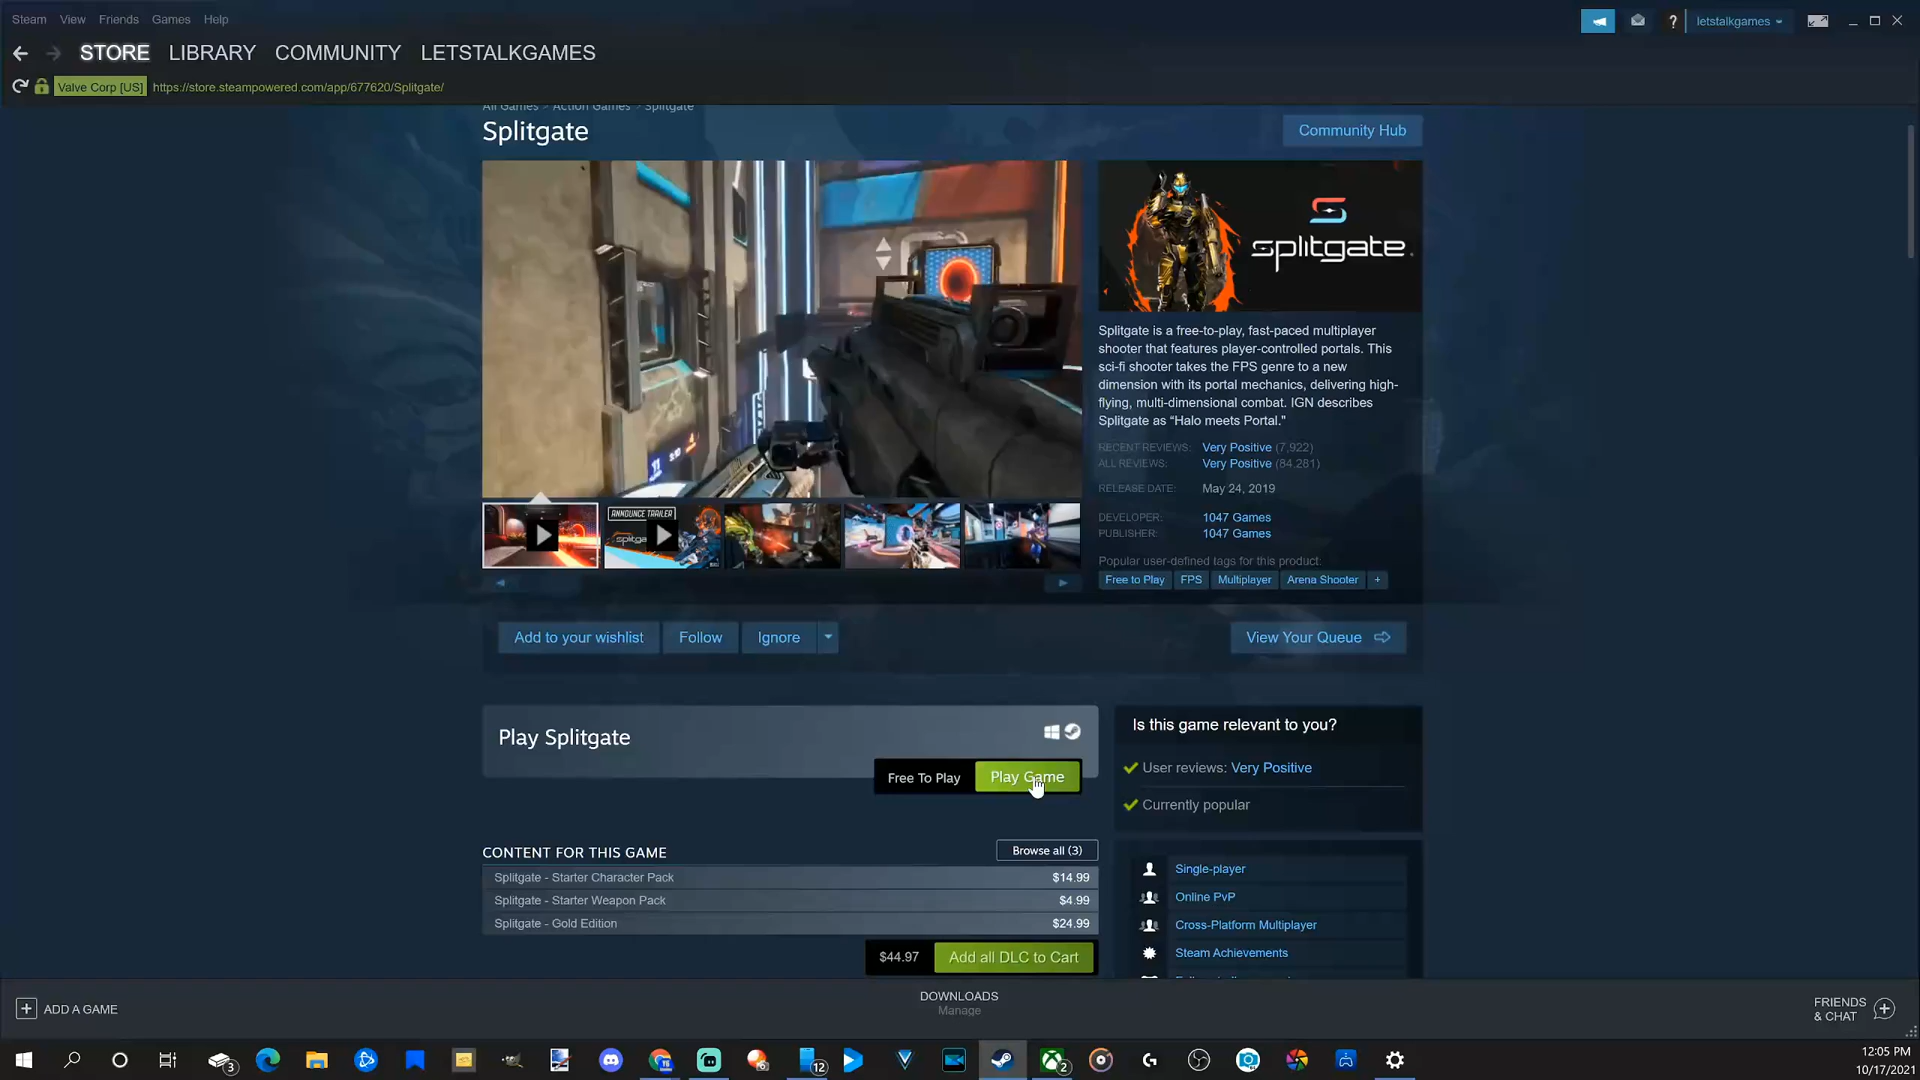 Steam View Friends Games Help
letstalkgames
STORE LIBRARY COMMUNITY LETSTALKGAMES
Valve Corp [US] https://store.steampowered.com/app/677620/Splitgate/
All Games > Action Games > Splitgate
Splitgate
Community Hub
splitgate
Splitgate is a free-to-play, fast-paced multiplayer
shooter that features player-controlled portals. This
sci-fi shooter takes the FPS genre to a new
dimension with its portal mechanics, delivering high-
flying, multi-dimensional combat. IGN describes
Splitgate as “Halo meets Portal.”
RECENT REVIEWS: Very Positive (7,922)
ALL REVIEWS: Very Positive (84,281)
RELEASE DATE: May 24, 2019
DEVELOPER: 1047 Games
PUBLISHER: 1047 Games
Popular user-defined tags for this product:
Free to Play FPS Multiplayer Arena Shooter +
ANNOUNCE TRAILER
splitgate
Add to your wishlist Follow Ignore
View Your Queue
Play Splitgate
Free To Play Play Game
Is this game relevant to you?
User reviews: Very Positive
Currently popular
CONTENT FOR THIS GAME Browse all (3)
Splitgate - Starter Character Pack $14.99
Splitgate - Starter Weapon Pack $4.99
Splitgate - Gold Edition $24.99
$44.97 Add all DLC to Cart
Single-player
Online PvP
Cross-Platform Multiplayer
Steam Achievements
ADD A GAME
DOWNLOADS
Manage
FRIENDS
& CHAT
3
12
2
12:05 PM
10/17/2021